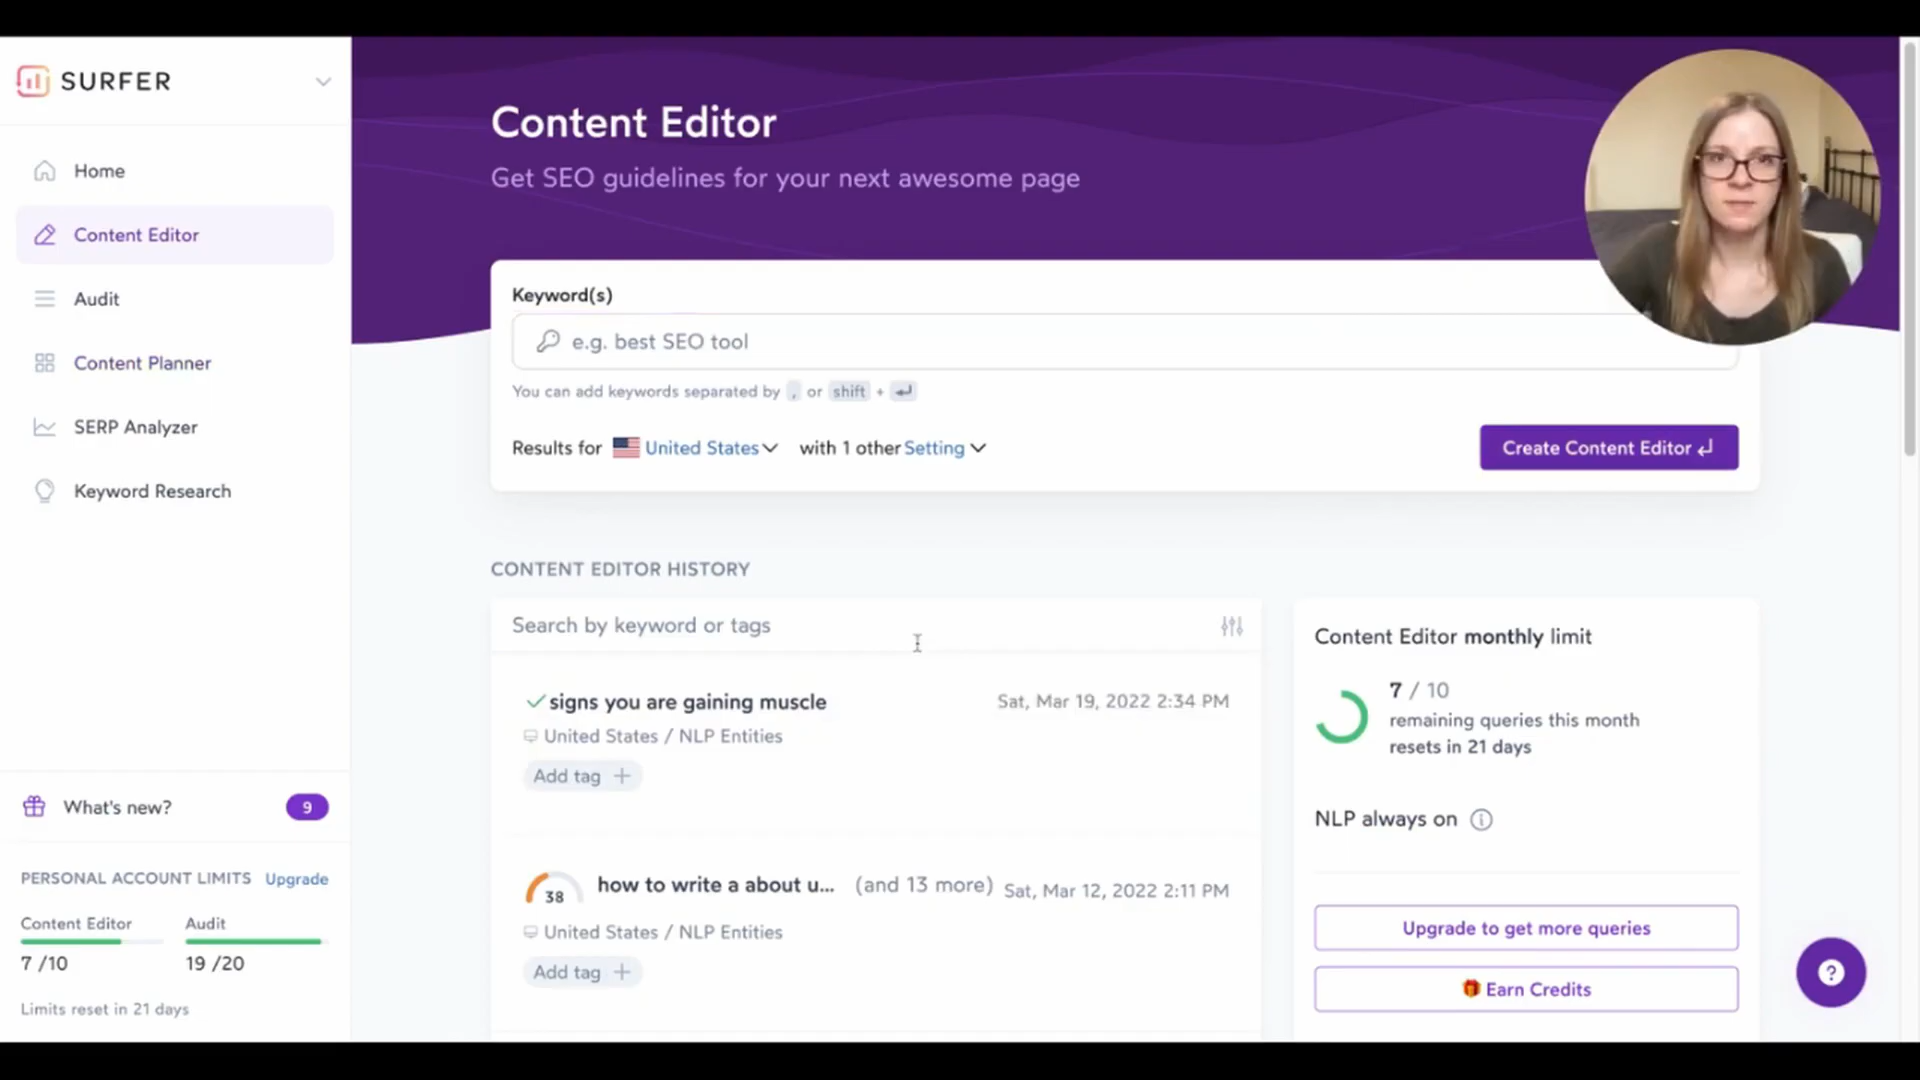 SURFER
Home
Content Editor
Audit
Content Planner
SERP Analyzer
Keyword Research
What's new? 9
PERSONAL ACCOUNT LIMITS Upgrade
Content Editor Audit
7 /10 19 /20
Limits reset in 21 days
Content Editor
Get SEO guidelines for your next awesome page
Keyword(s)
e.g. best SEO tool
You can add keywords separated by , or shift + ↵
Results for United States with 1 other Setting
Create Content Editor ↵
CONTENT EDITOR HISTORY
Search by keyword or tags
signs you are gaining muscle Sat, Mar 19, 2022 2:34 PM
United States / NLP Entities
Add tag +
38 how to write a about u... (and 13 more) Sat, Mar 12, 2022 2:11 PM
United States / NLP Entities
Add tag +
Content Editor monthly limit
7 / 10
remaining queries this month
resets in 21 days
NLP always on
Upgrade to get more queries
Earn Credits
?